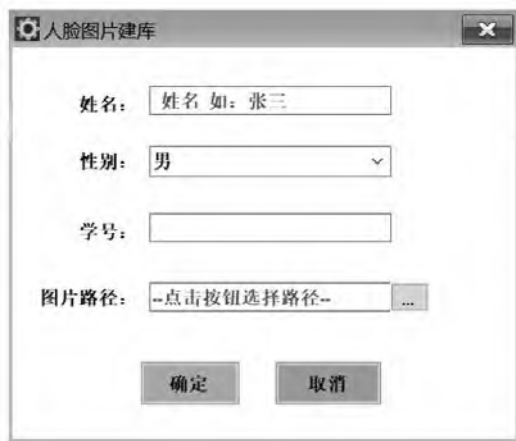 人脸图片建库
姓名： 姓名 如：张三
性别： 男
学号：
图片路径： --点击按钮选择路径-- ...
确定 取消